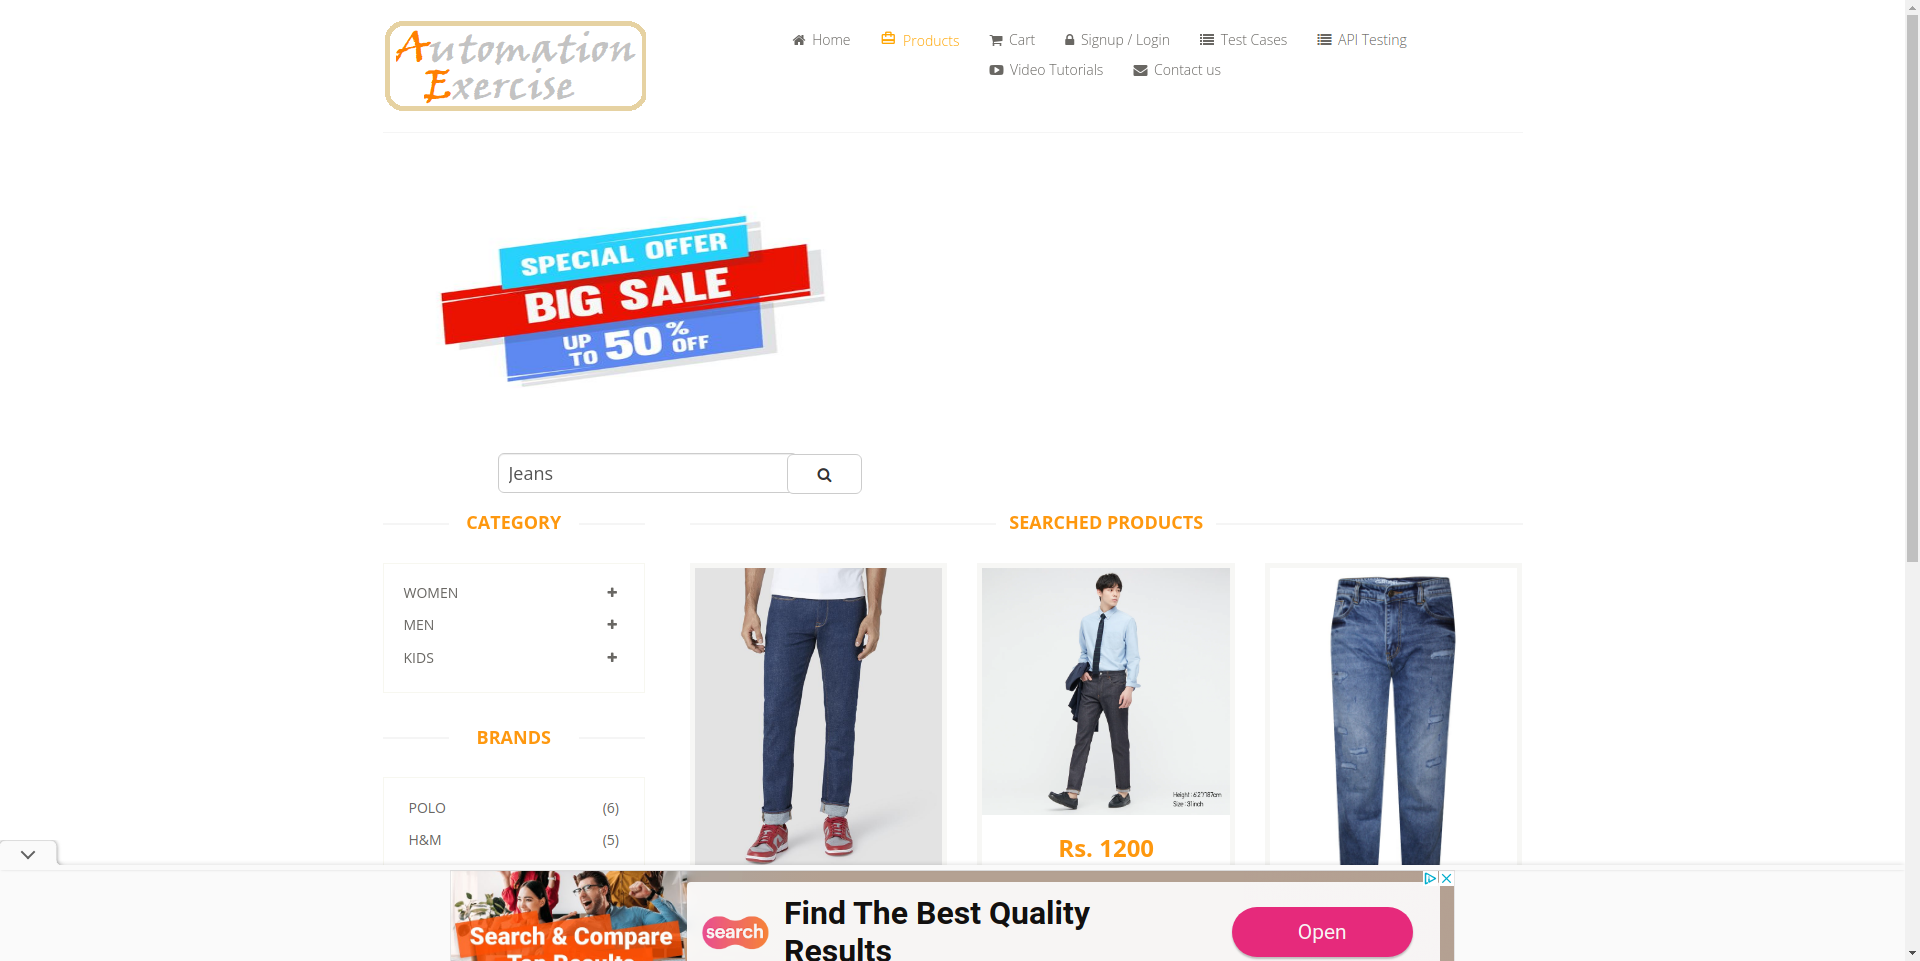 Automation
Exercise
Home
Products
Cart
Signup / Login
Test Cases
API Testing
Video Tutorials
Contact us
SPECIAL OFFER
BIG SALE
UP TO 50% OFF
Jeans
CATEGORY
WOMEN
MEN
KIDS
BRANDS
POLO (6)
H&M (5)
SEARCHED PRODUCTS
Height : 6'2"/187cm
Size : 31inch
Rs. 1200
Search & Compare
Top Results
search
Find The Best Quality
Results
Open